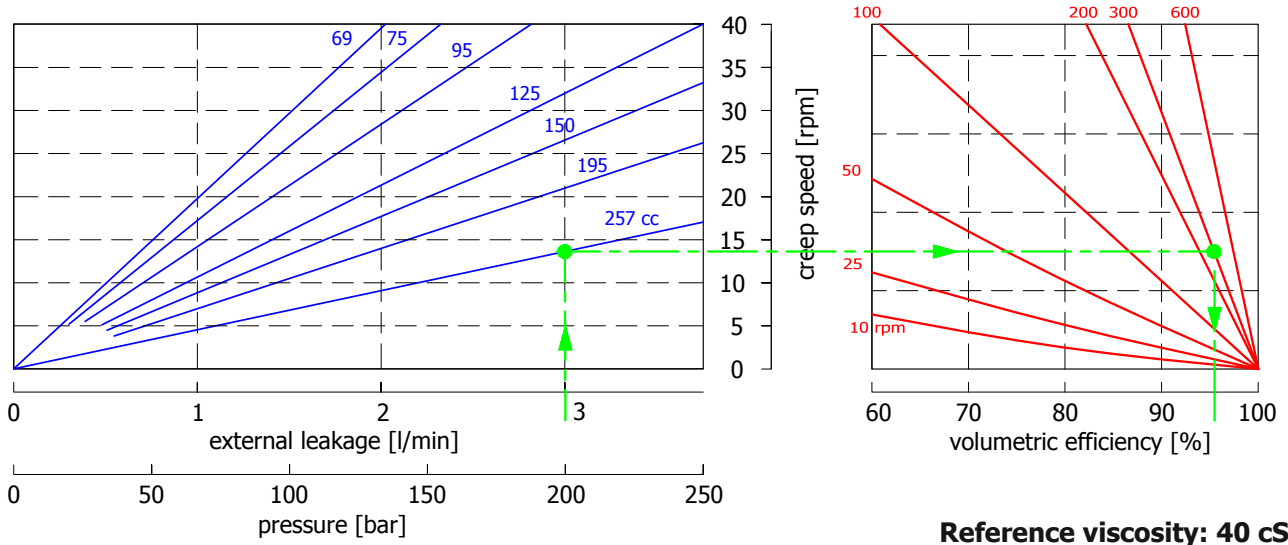 69
75
95
125
150
195
257 cc
40
35
30
25
20
15
10
5
0
creep speed [rpm]
0 1 2 3
external leakage [l/min]
0 50 100 150 200 250
pressure [bar]
100
200
300
600
50
25
10 rpm
60 70 80 90 100
volumetric efficiency [%]
Reference viscosity: 40 cS